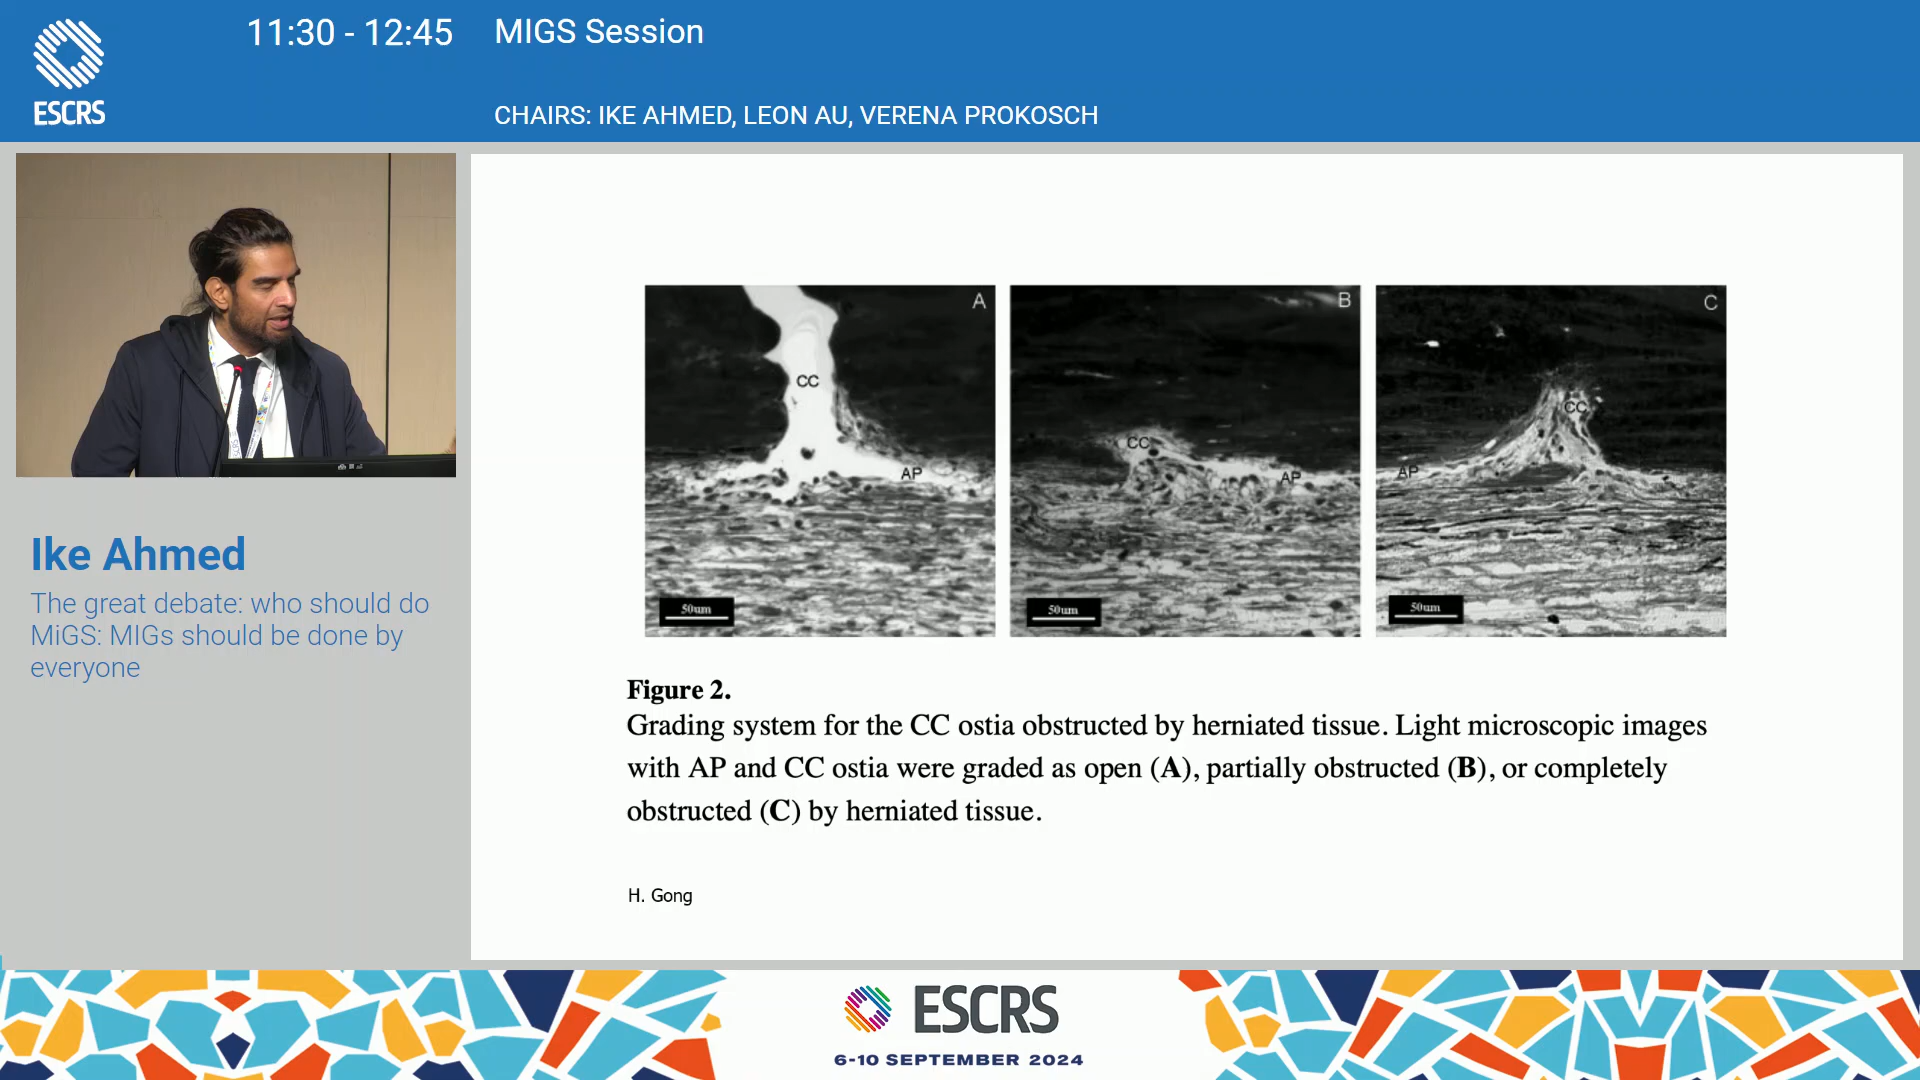 11:30 - 12:45
MIGS Session
ESCRS
CHAIRS: IKE AHMED, LEON AU, VERENA PROKOSCH
A
CC
AP
50um
B
CC
AP
50um
C
CC
AP
50um
Ike Ahmed
The great debate: who should do
MiGS: MIGs should be done by
everyone
Figure 2.
Grading system for the CC ostia obstructed by herniated tissue. Light microscopic images
with AP and CC ostia were graded as open (A), partially obstructed (B), or completely
obstructed (C) by herniated tissue.
H. Gong
ESCRS
6-10 SEPTEMBER 2024